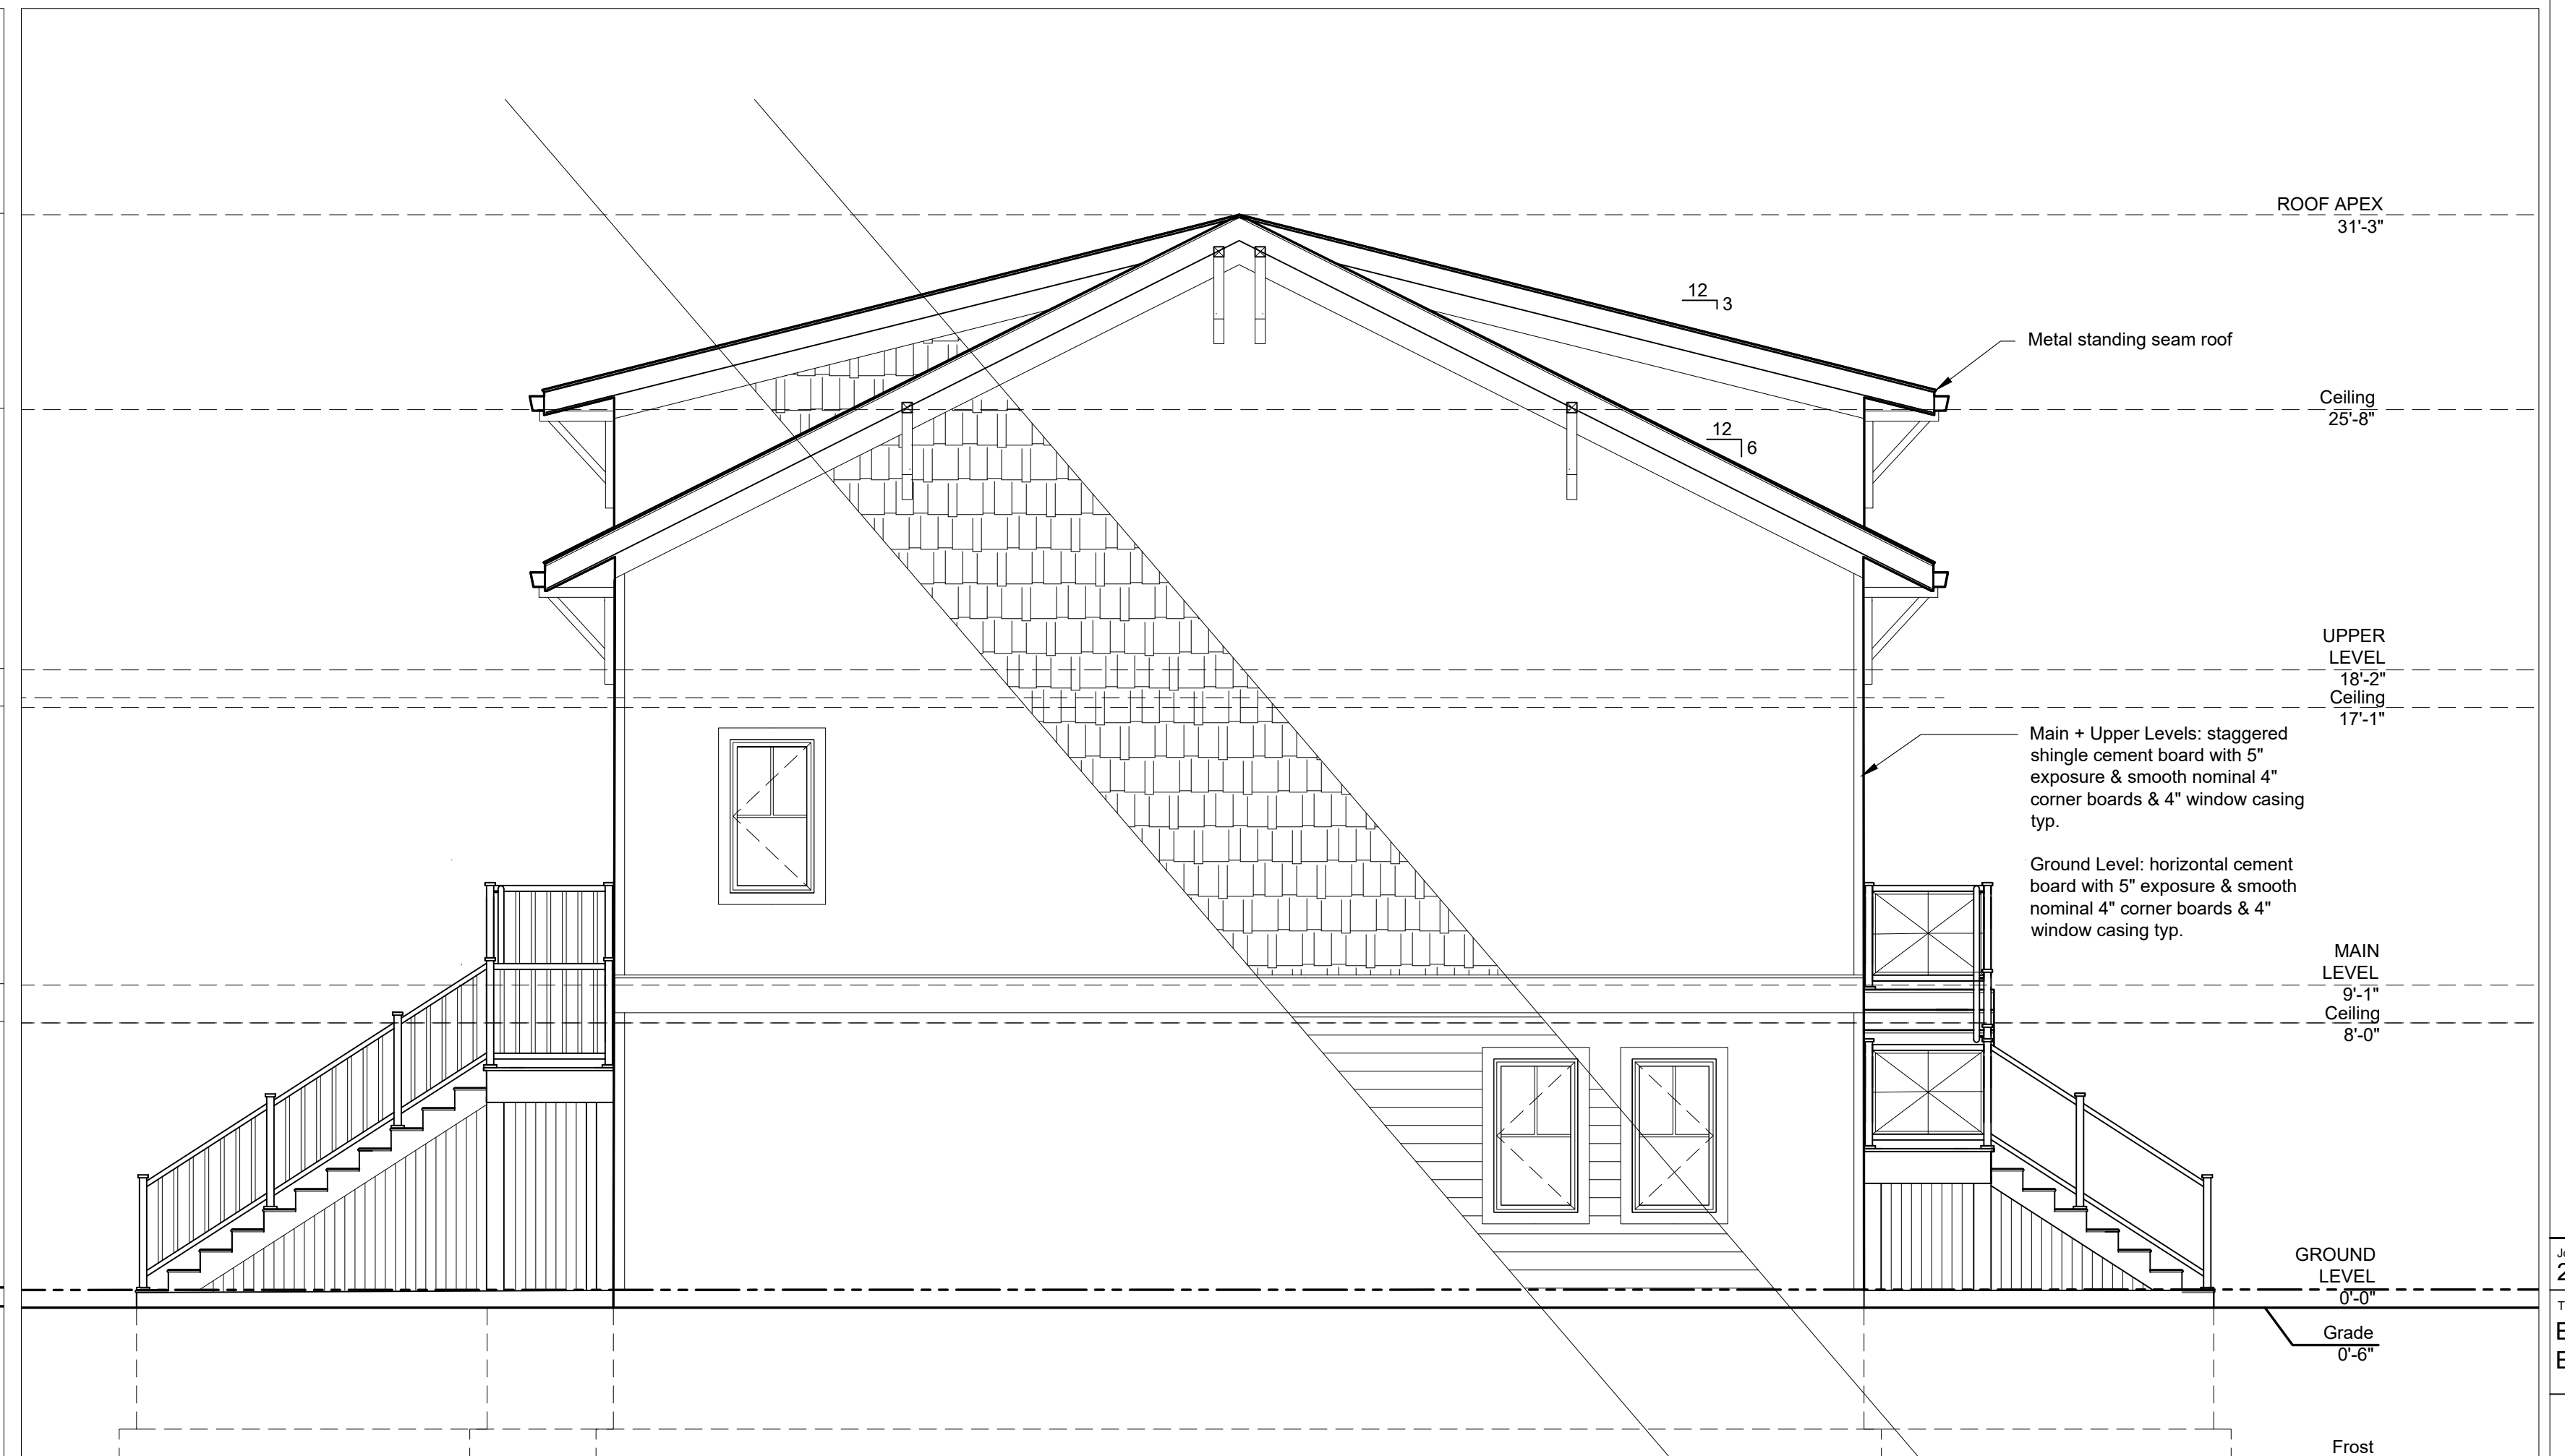 ROOF APEX
31'-3"
12
3
Metal standing seam roof
Ceiling
25'-8"
12
6
UPPER
LEVEL
18'-2"
Ceiling
17'-1"
Main + Upper Levels: staggered
shingle cement board with 5"
exposure & smooth nominal 4"
corner boards & 4" window casing
typ.
Ground Level: horizontal cement
board with 5" exposure & smooth
nominal 4" corner boards & 4"
window casing typ.
MAIN
LEVEL
9'-1"
Ceiling
8'-0"
GROUND
LEVEL
0'-0"
Grade
0'-6"
Frost